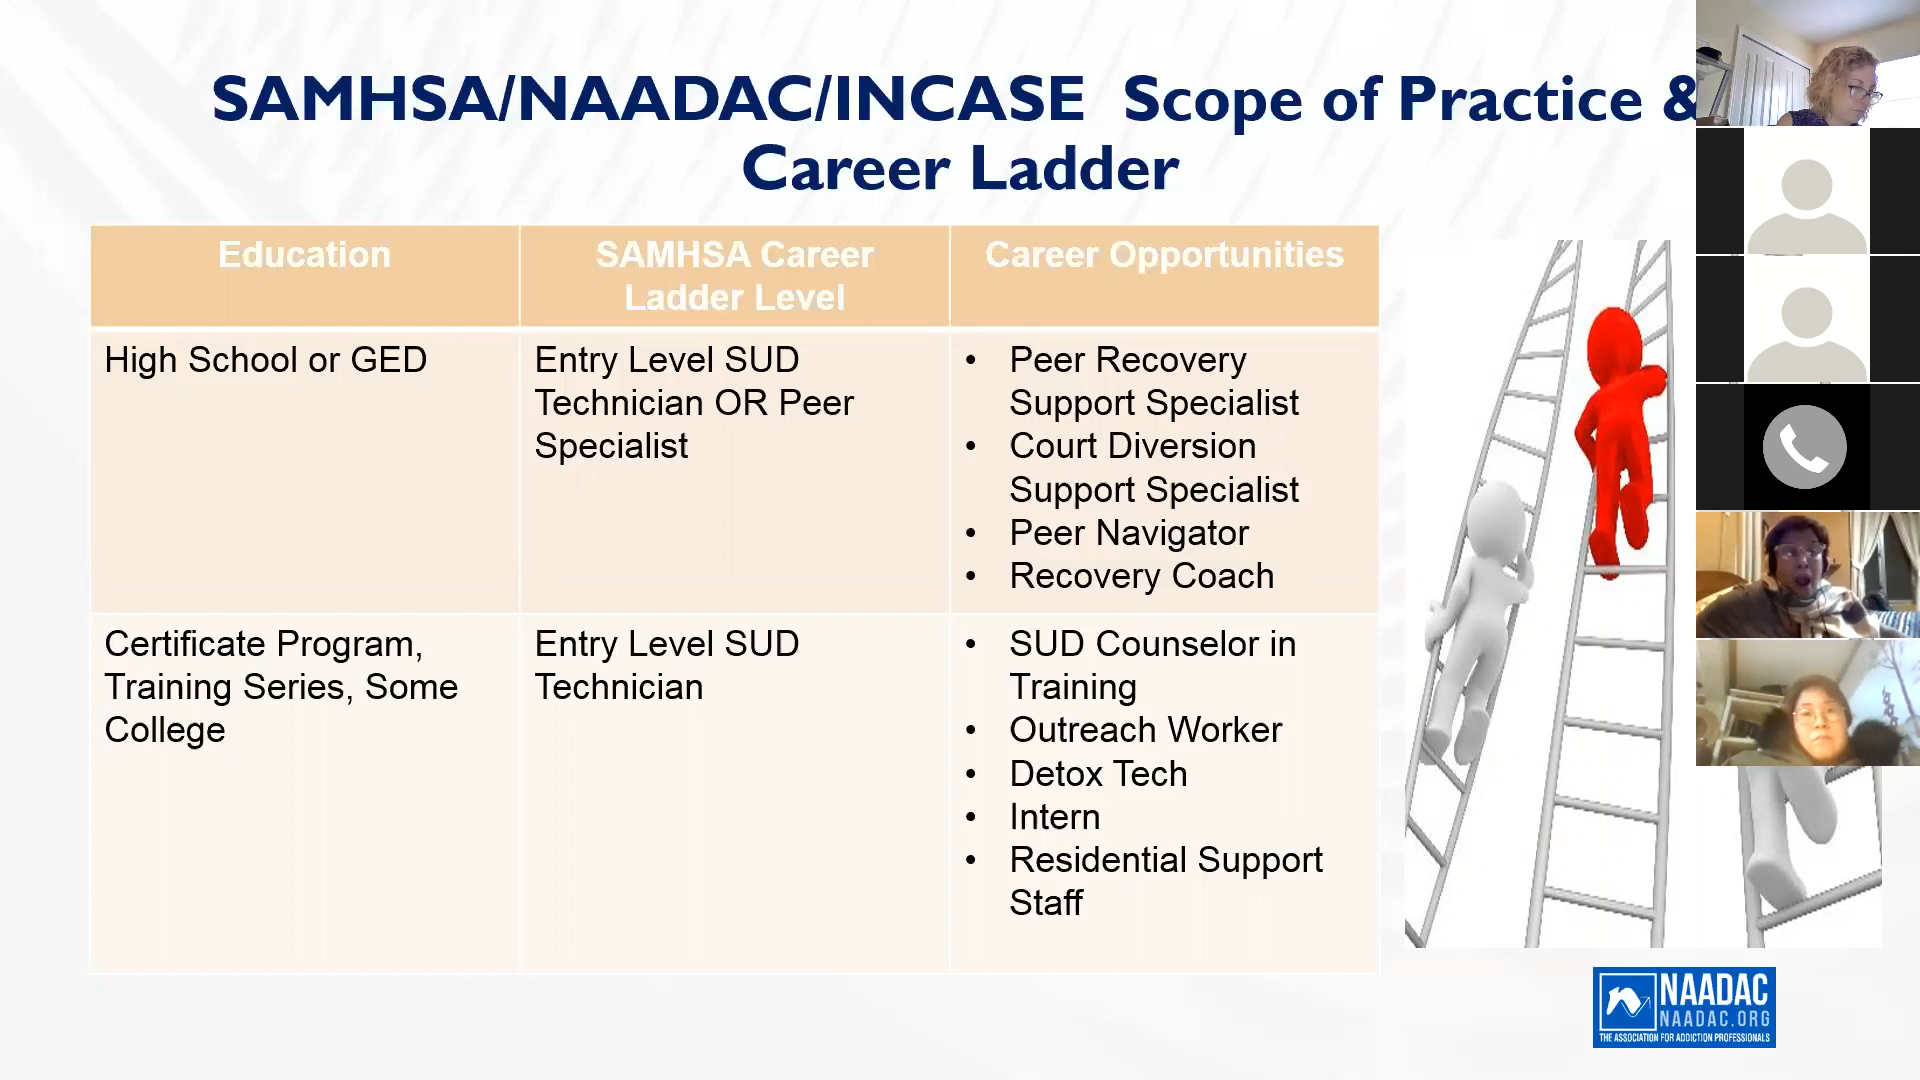 SAMHSA/NAADAC/INCASE Scope of Practice &
Career Ladder
Education
SAMHSA Career
Ladder Level
Career Opportunities
High School or GED
Entry Level SUD
Technician OR Peer
Specialist
• Peer Recovery
Support Specialist
• Court Diversion
Support Specialist
• Peer Navigator
• Recovery Coach
Certificate Program,
Training Series, Some
College
Entry Level SUD
Technician
• SUD Counselor in
Training
• Outreach Worker
• Detox Tech
• Intern
• Residential Support
Staff
NAADAC
NAADAC.ORG
THE ASSOCIATION FOR ADDICTION PROFESSIONALS